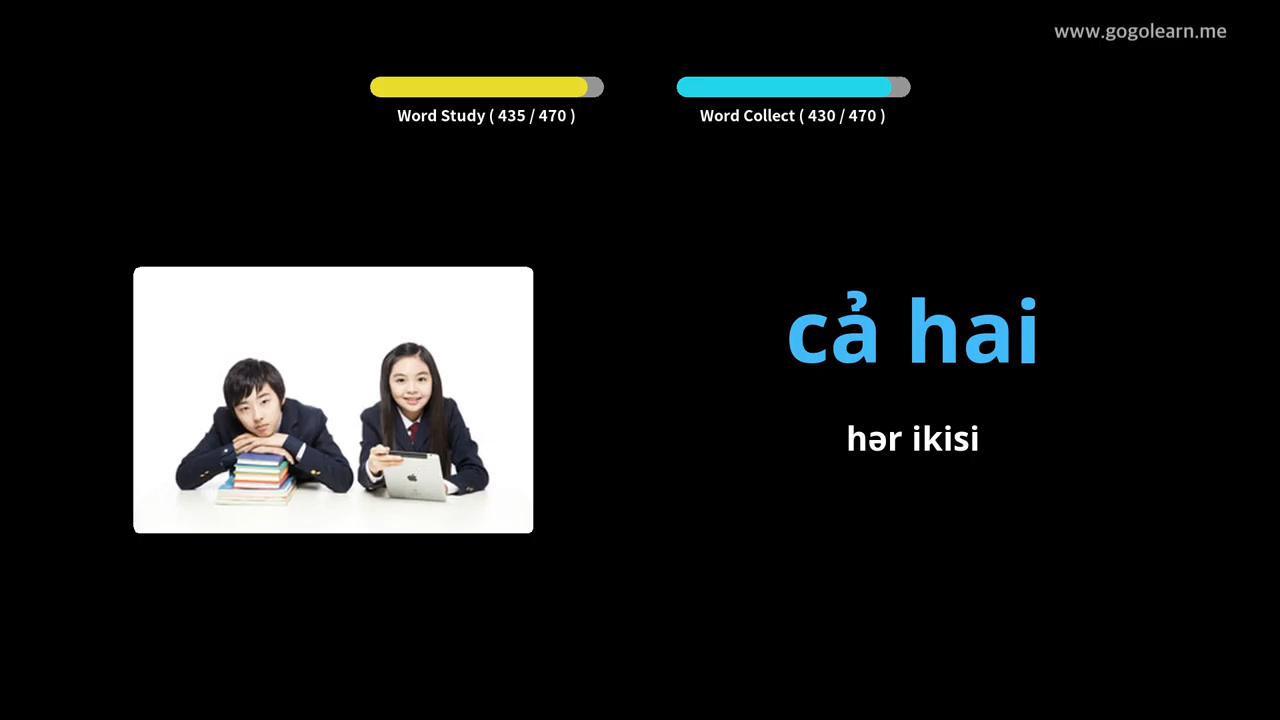 www.gogolearn.me
Word Study ( 435 / 470 )
Word Collect ( 430 / 470 )
cả hai
hər ikisi